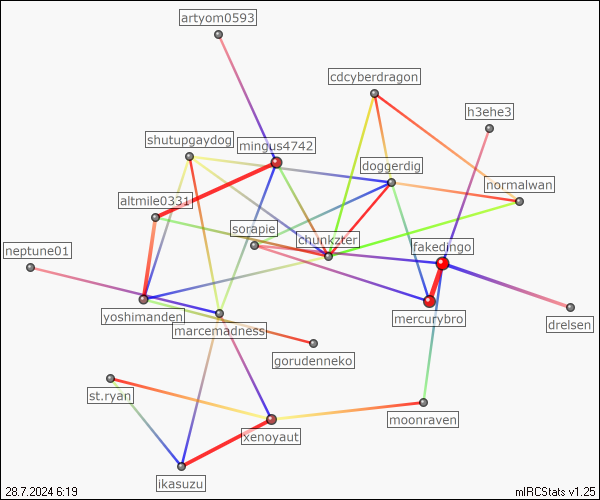 artyom0593
cdcyberdragon
h3ehe3
shutupgaydog
mingus4742
doggerdig
normalwan
altmile0331
sorapie
chunkzter
fakedingo
neptune01
yoshimanden
marcemadness
mercurybro
drelsen
gorudenneko
st.ryan
moonraven
xenoyaut
ikasuzu
28.7.2024 6:19
mIRCStats v1.25